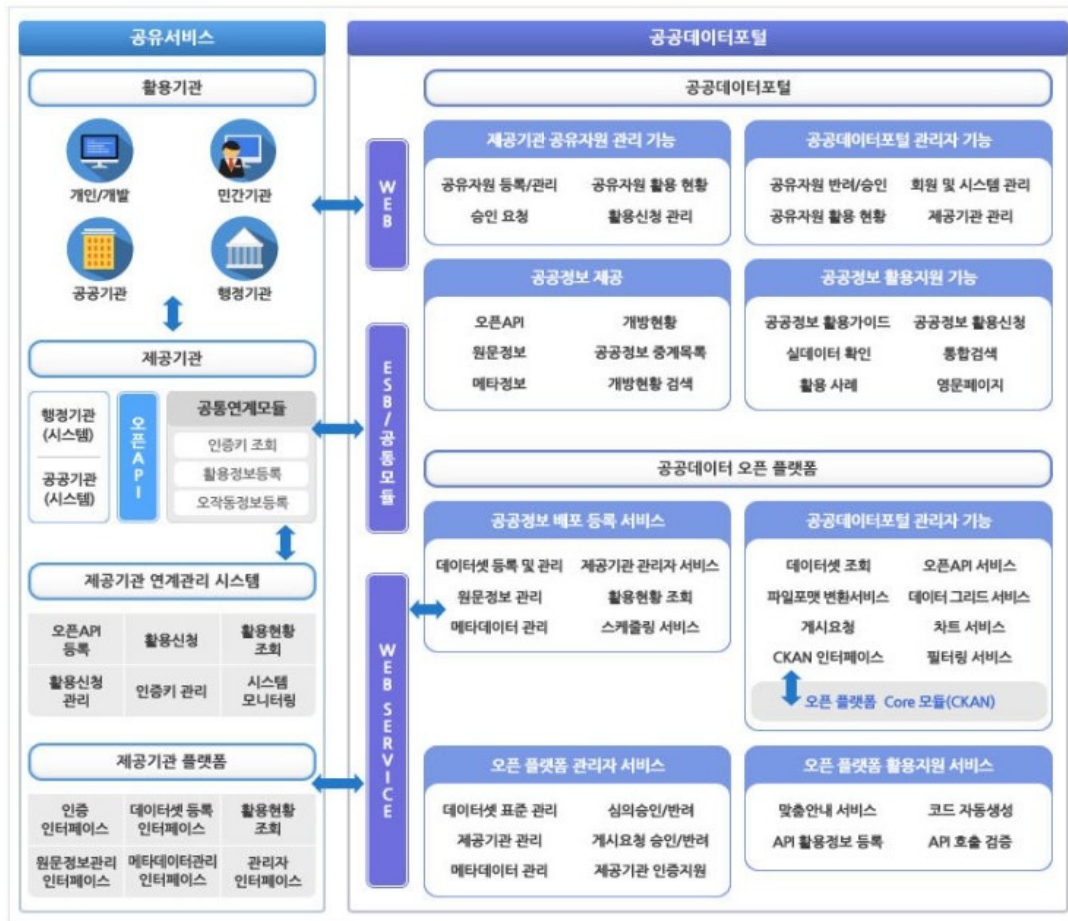 공유서비스
활용기관
개인/개발
민간기관
공공기관
행정기관
제공기관
행정기관
(시스템)
공공기관
(시스템)
오픈API
공통연계모듈
인증키 조회
활용정보등록
오작동정보등록
제공기관 연계관리 시스템
오픈API
등록
활용신청
활용현황
조회
활용신청
관리
인증키 관리
시스템
모니터링
제공기관 플랫폼
인증
인터페이스
데이터셋 등록
인터페이스
활용현황
조회
원문정보관리
인터페이스
메타데이터관리
인터페이스
관리자
인터페이스
WEB
ESB/공통모듈
WEB SERVICE
공공데이터포털
공공데이터포털
제공기관 공유자원 관리 기능
공유자원 등록/관리
공유자원 활용 현황
승인 요청
활용신청 관리
공공데이터포털 관리자 기능
공유자원 반려/승인
회원 및 시스템 관리
공유자원 활용 현황
제공기관 관리
공공정보 제공
오픈API
개방현황
원문정보
공공정보 중계목록
메타정보
개방현황 검색
공공정보 활용지원 기능
공공정보 활용가이드
공공정보 활용신청
실데이터 확인
통합검색
활용 사례
영문페이지
공공데이터 오픈 플랫폼
공공정보 배포 등록 서비스
데이터셋 등록 및 관리
제공기관 관리자 서비스
원문정보 관리
활용현황 조회
메타데이터 관리
스케줄링 서비스
공공데이터포털 관리자 기능
데이터셋 조회
오픈API 서비스
파일포맷 변환서비스
데이터 그리드 서비스
게시요청
차트 서비스
CKAN 인터페이스
필터링 서비스
오픈 플랫폼 Core 모듈(CKAN)
오픈 플랫폼 관리자 서비스
데이터셋 표준 관리
심의승인/반려
제공기관 관리
게시요청 승인/반려
메타데이터 관리
제공기관 인증지원
오픈 플랫폼 활용지원 서비스
맞춤안내 서비스
코드 자동생성
API 활용정보 등록
API 호출 검증